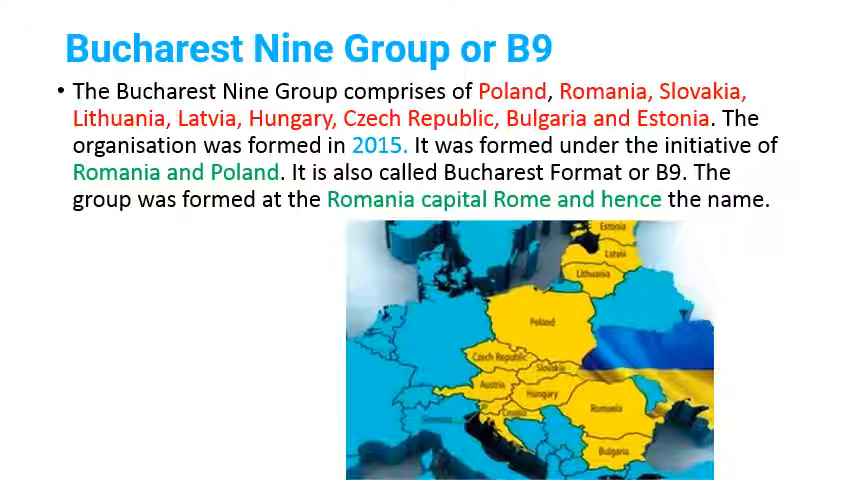 Bucharest Nine Group or B9
• The Bucharest Nine Group comprises of Poland, Romania, Slovakia,
Lithuania, Latvia, Hungary, Czech Republic, Bulgaria and Estonia. The
organisation was formed in 2015. It was formed under the initiative of
Romania and Poland. It is also called Bucharest Format or B9. The
group was formed at the Romania capital Rome and hence the name.
Estonia
Latvia
Lithuania
Poland
Czech Republic
Slovakia
Austria
Hungary
Romania
Croatia
Bulgaria